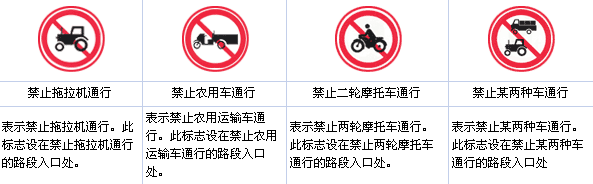 禁止拖拉机通行
禁止农用车通行
禁止二轮摩托车通行
禁止某两种车通行
表示禁止拖拉机通行。此
标志设在禁止拖拉机通行
的路段入口处。
表示禁止农用运输车通
行。此标志设在禁止农用
运输车通行的路段入口
处。
表示禁止两轮摩托车通行。
此标志设在禁止两轮摩托车
通行的路段入口处。
表示禁止某两种车通行。
此标志设在禁止某两种车
通行的路段入口处